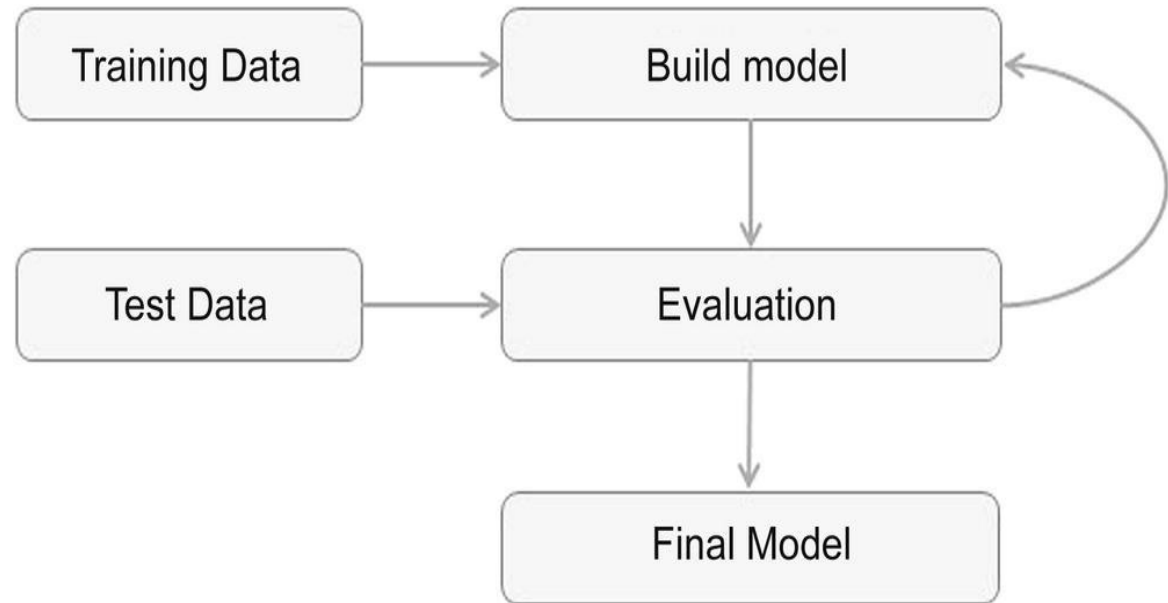 Training Data
Build model
Test Data
Evaluation
Final Model